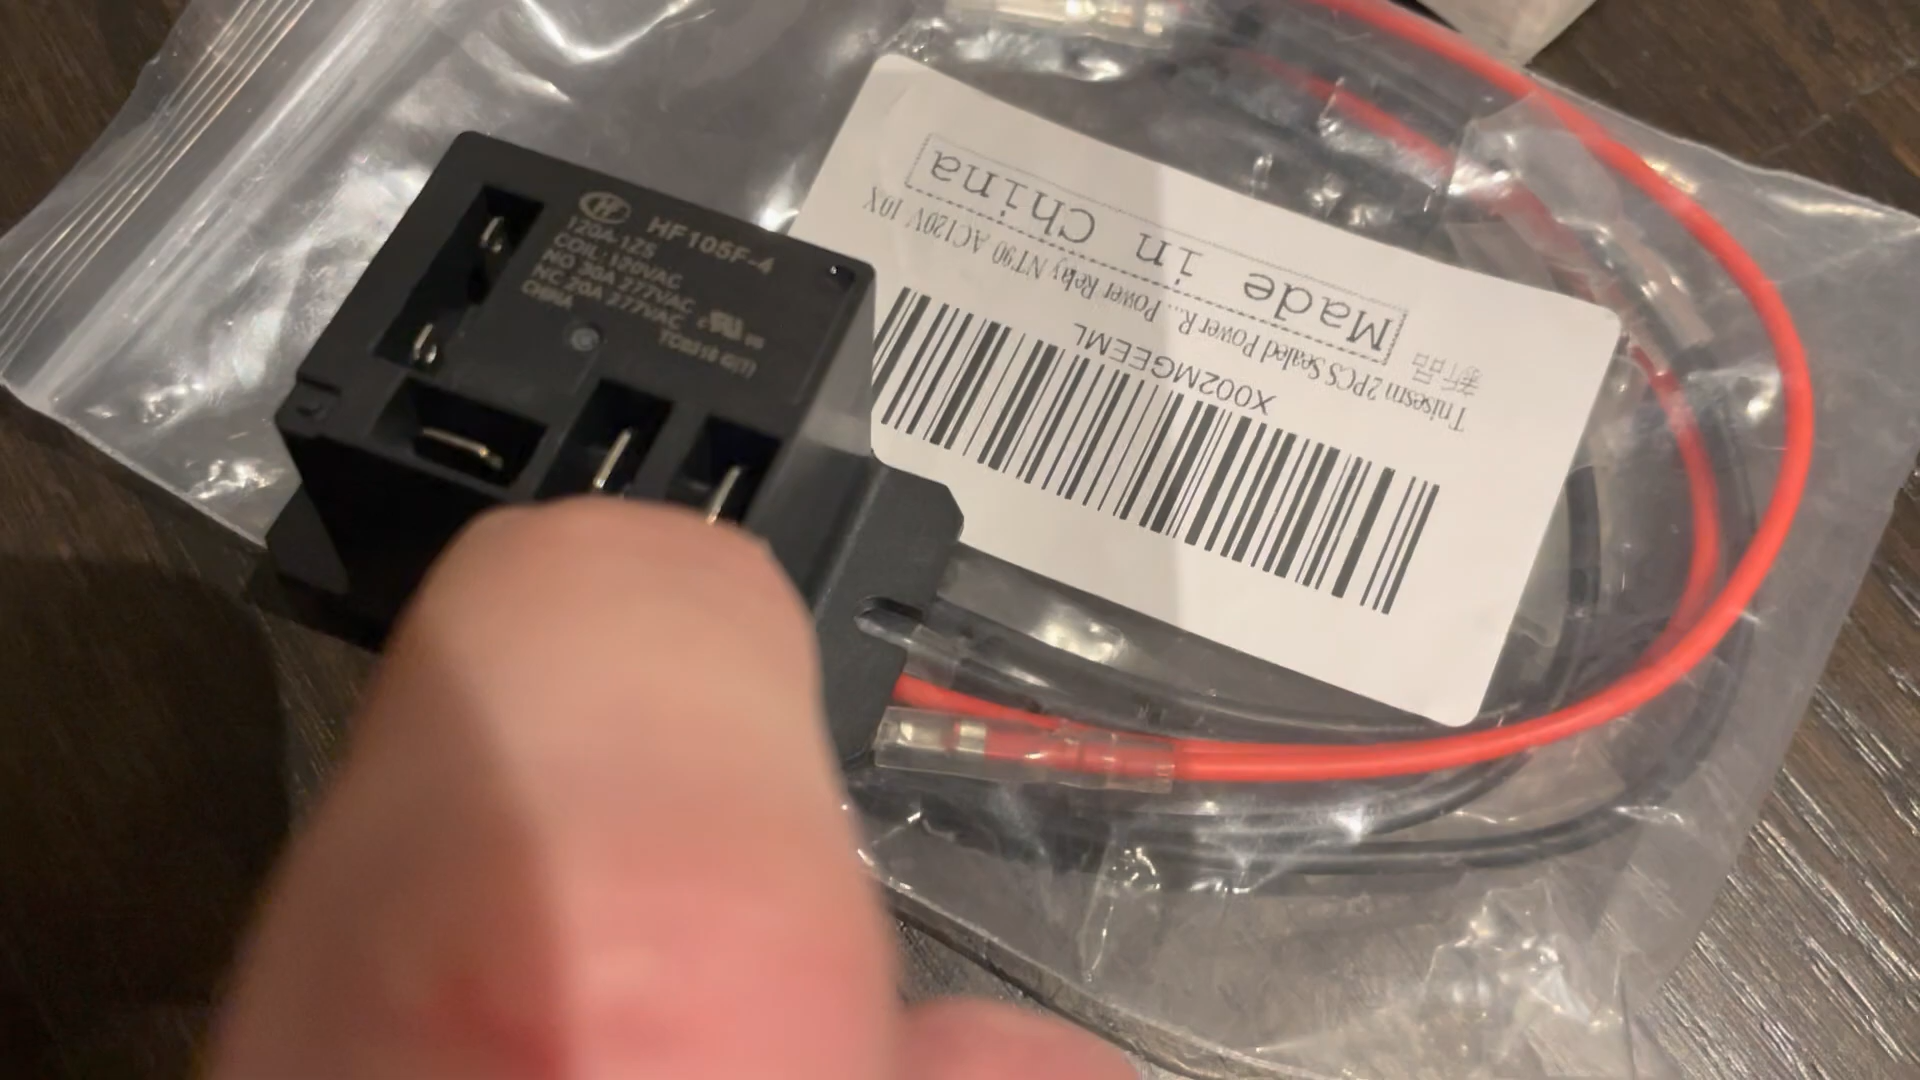 HF105F-4
120A-1ZS
COIL: 120VAC
NO 30A 277VAC
NC 20A 277VAC
CHINA
X002MGEEML
Tnisesm 2PCS Sealed Power R... Power Relay NT90 AC120V 10X
新品
Made in China